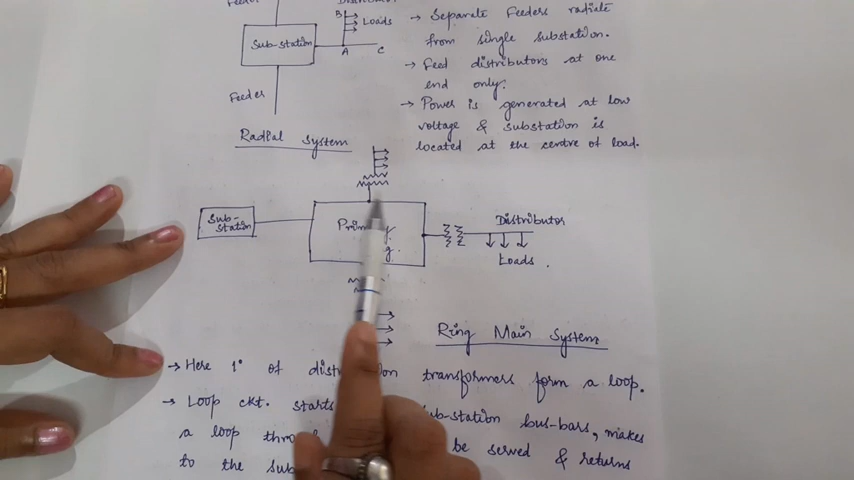 Feeder
B
Loads
Sub-station
A
C
Feeder
Radial System
→ Separate Feeders radiate
from single substation.
→ Feed distributors at one
end only.
→ Power is generated at low
voltage & substation is
located at the centre of load.
Sub-
station
Distributor
Loads.
Ring Main System
→ Here 1° of transformers form a loop.
→ Loop ckt. starts bus-bars, makes
a loop be served & returns
to the